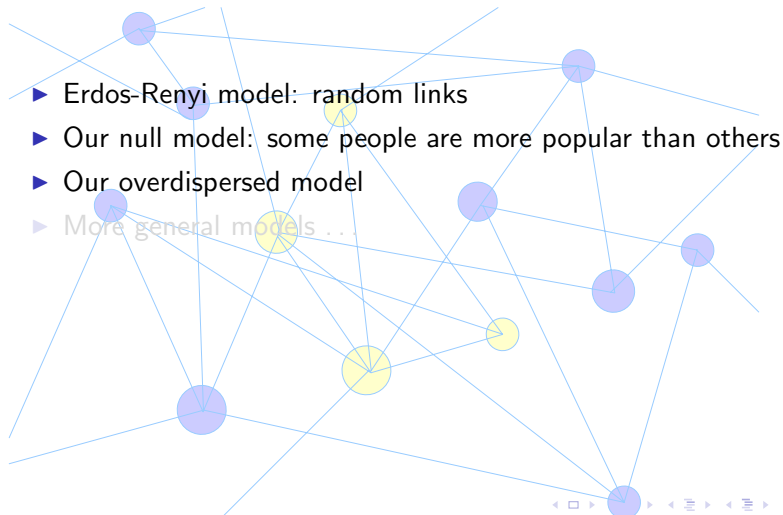 Erdos-Renyi model: random links
Our null model: some people are more popular than others
Our overdispersed model
More general models . . .